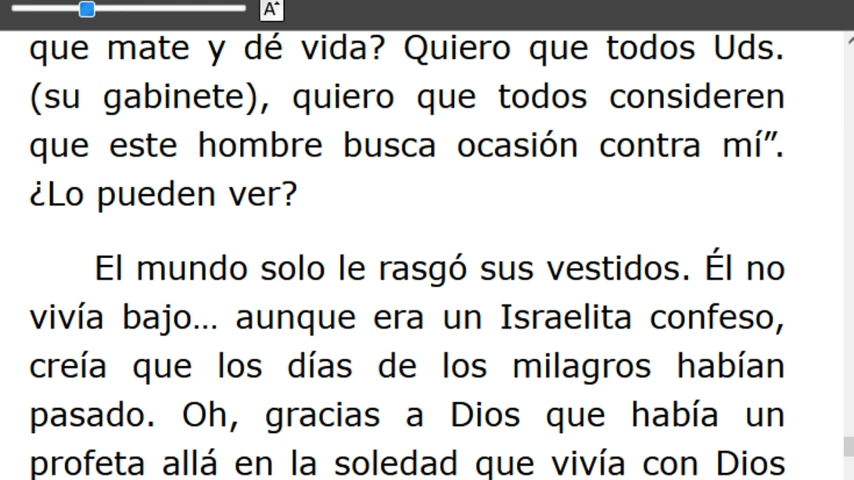 A
que mate y dé vida? Quiero que todos Uds.
(su gabinete), quiero que todos consideren
que este hombre busca ocasión contra mí”.
¿Lo pueden ver?
El mundo solo le rasgó sus vestidos. Él no
vivía bajo... aunque era un Israelita confeso,
creía que los días de los milagros habían
pasado. Oh, gracias a Dios que había un
profeta allá en la soledad que vivía con Dios